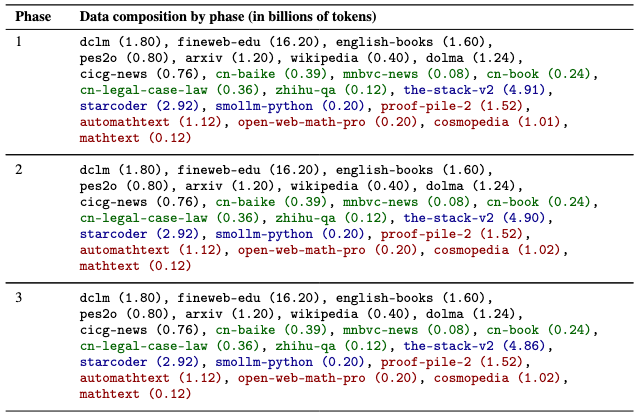 Phase Data composition by phase (in billions of tokens)
1 dclm (1.80), fineweb-edu (16.20), english-books (1.60),
pes2o (0.80), arxiv (1.20), wikipedia (0.40), dolma (1.24),
cicg-news (0.76), cn-baike (0.39), mnbvc-news (0.08), cn-book (0.24),
cn-legal-case-law (0.36), zhihu-qa (0.12), the-stack-v2 (4.91),
starcoder (2.92), smollm-python (0.20), proof-pile-2 (1.52),
automathtext (1.12), open-web-math-pro (0.20), cosmopedia (1.01),
mathtext (0.12)
2 dclm (1.80), fineweb-edu (16.20), english-books (1.60),
pes2o (0.80), arxiv (1.20), wikipedia (0.40), dolma (1.24),
cicg-news (0.76), cn-baike (0.39), mnbvc-news (0.08), cn-book (0.24),
cn-legal-case-law (0.36), zhihu-qa (0.12), the-stack-v2 (4.90),
starcoder (2.92), smollm-python (0.20), proof-pile-2 (1.52),
automathtext (1.12), open-web-math-pro (0.20), cosmopedia (1.02),
mathtext (0.12)
3 dclm (1.80), fineweb-edu (16.20), english-books (1.60),
pes2o (0.80), arxiv (1.20), wikipedia (0.40), dolma (1.24),
cicg-news (0.76), cn-baike (0.39), mnbvc-news (0.08), cn-book (0.24),
cn-legal-case-law (0.36), zhihu-qa (0.12), the-stack-v2 (4.86),
starcoder (2.92), smollm-python (0.20), proof-pile-2 (1.52),
automathtext (1.12), open-web-math-pro (0.20), cosmopedia (1.02),
mathtext (0.12)